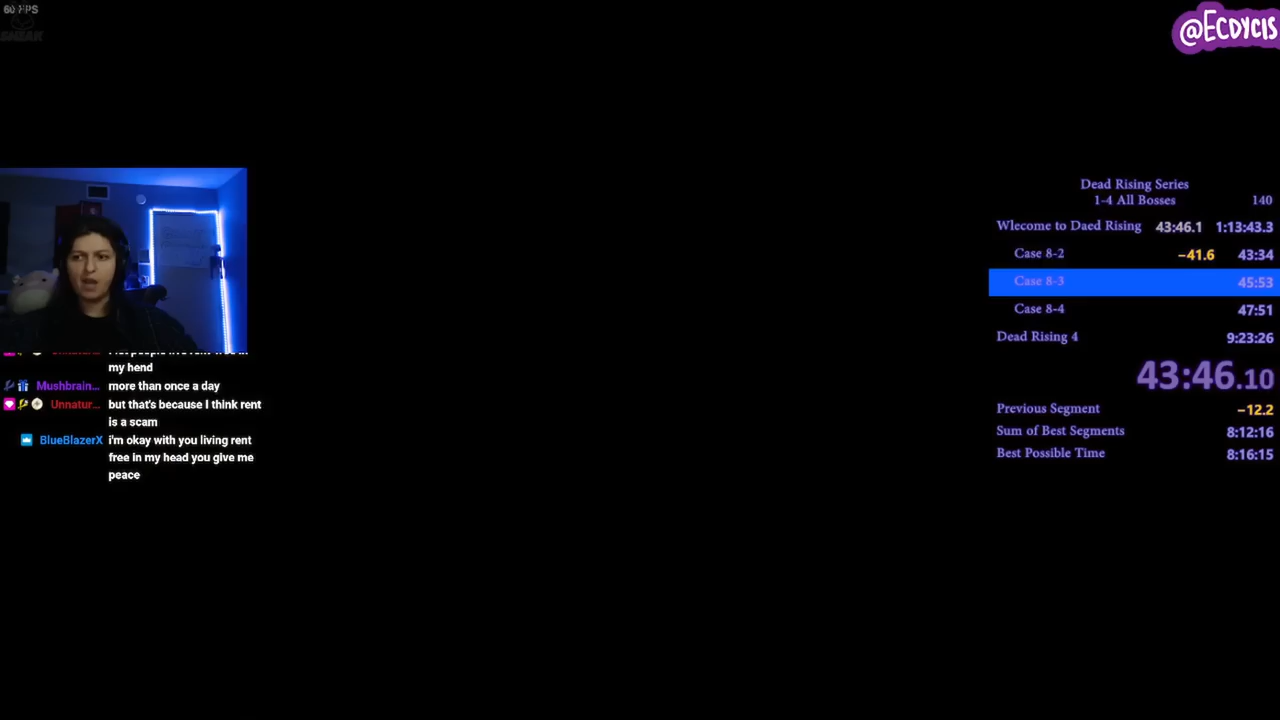 60 FPS
SNEAK
@ECDYCIS
Dead Rising Series
1-4 All Bosses 140
Wlecome to Daed Rising 43:46.1 1:13:43.3
Case 8-2 −41.6 43:34
Case 8-3 45:53
Case 8-4 47:51
Dead Rising 4 9:23:26
43:46.10
Previous Segment −12.2
Sum of Best Segments 8:12:16
Best Possible Time 8:16:15
my hend
Mushbrain... more than once a day
Unnatur... but that's because I think rent
is a scam
BlueBlazerX i'm okay with you living rent
free in my head you give me
peace